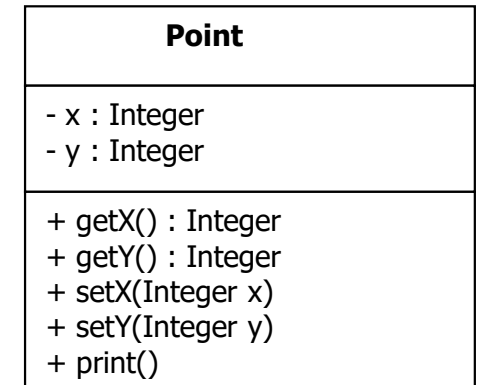 Point
- x : Integer
- y : Integer
+ getX() : Integer
+ getY() : Integer
+ setX(Integer x)
+ setY(Integer y)
+ print()